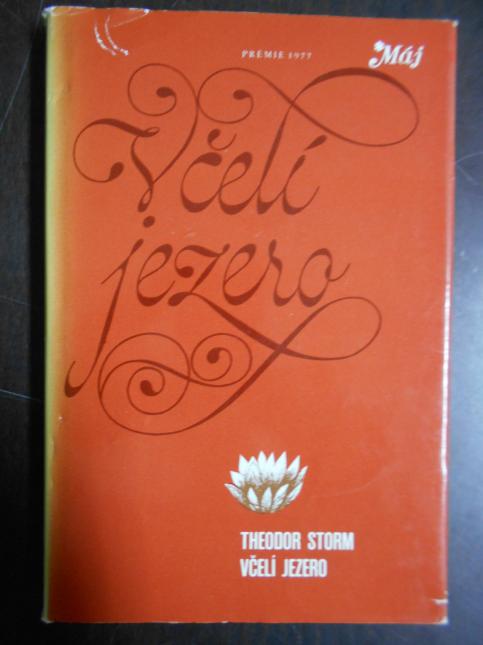 PRÉMIE 1977
Máj
Včelí
jezero
THEODOR STORM
VČELÍ JEZERO